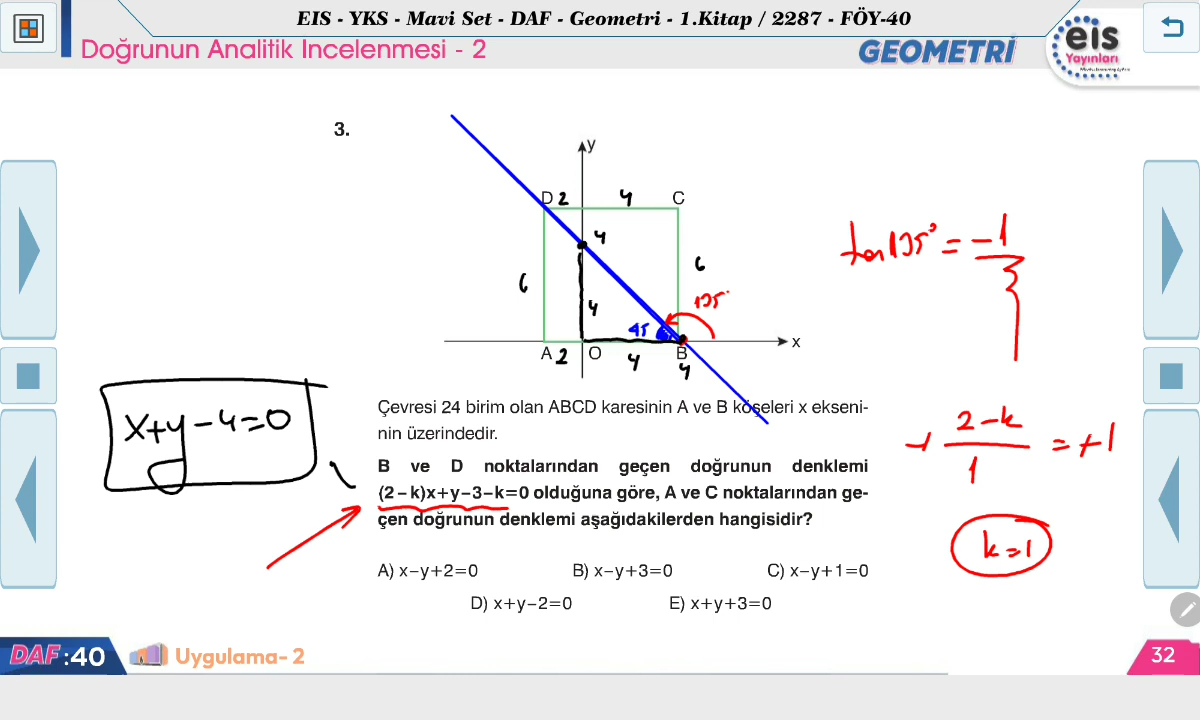 EIS - YKS - Mavi Set - DAF - Geometri - 1.Kitap / 2287 - FÖY-40
Doğrunun Analitik Incelenmesi - 2
GEOMETRİ
eis
Yayınları
3.
y
D 2 4 C
4
6
6
tan135° = -1
135°
4
45
x
A 2 O 4 B
4
x+y-4=0
Çevresi 24 birim olan ABCD karesinin A ve B köşeleri x ekseni-
nin üzerindedir.
B ve D noktalarından geçen doğrunun denklemi
(2-k)x+y-3-k=0 olduğuna göre, A ve C noktalarından ge-
çen doğrunun denklemi aşağıdakilerden hangisidir?
2-k
- = +1
1
k=1
A) x-y+2=0 B) x-y+3=0 C) x-y+1=0
D) x+y-2=0 E) x+y+3=0
DAF:40
Uygulama- 2
32